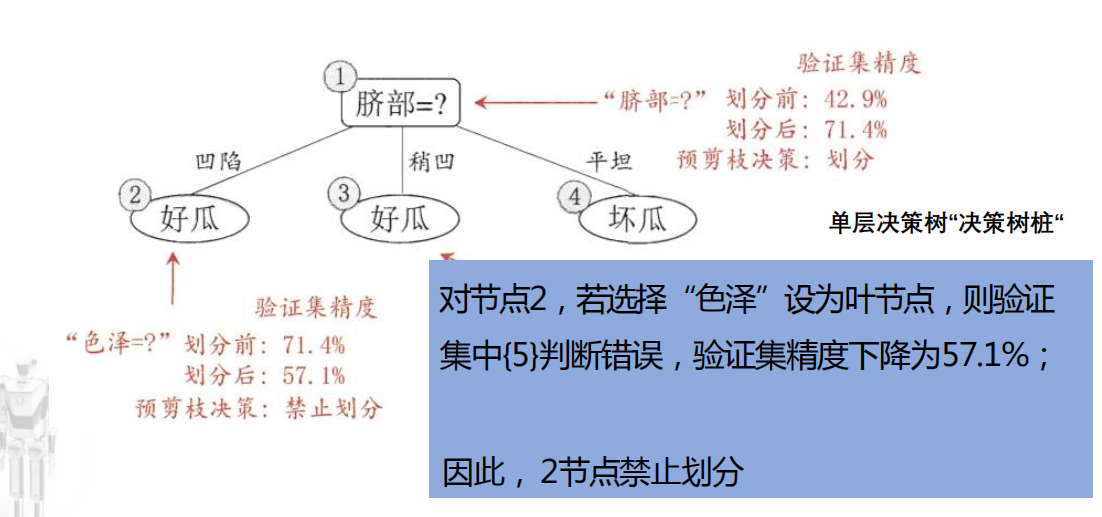 验证集精度
①
脐部=?
“脐部=?” 划分前: 42.9%
划分后: 71.4%
预剪枝决策: 划分
凹陷
稍凹
平坦
② 好瓜
③ 好瓜
④ 坏瓜
单层决策树“决策树桩“
验证集精度
“色泽=?” 划分前: 71.4%
划分后: 57.1%
预剪枝决策: 禁止划分
对节点2，若选择“色泽”设为叶节点，则验证
集中{5}判断错误，验证集精度下降为57.1%；
因此，2节点禁止划分